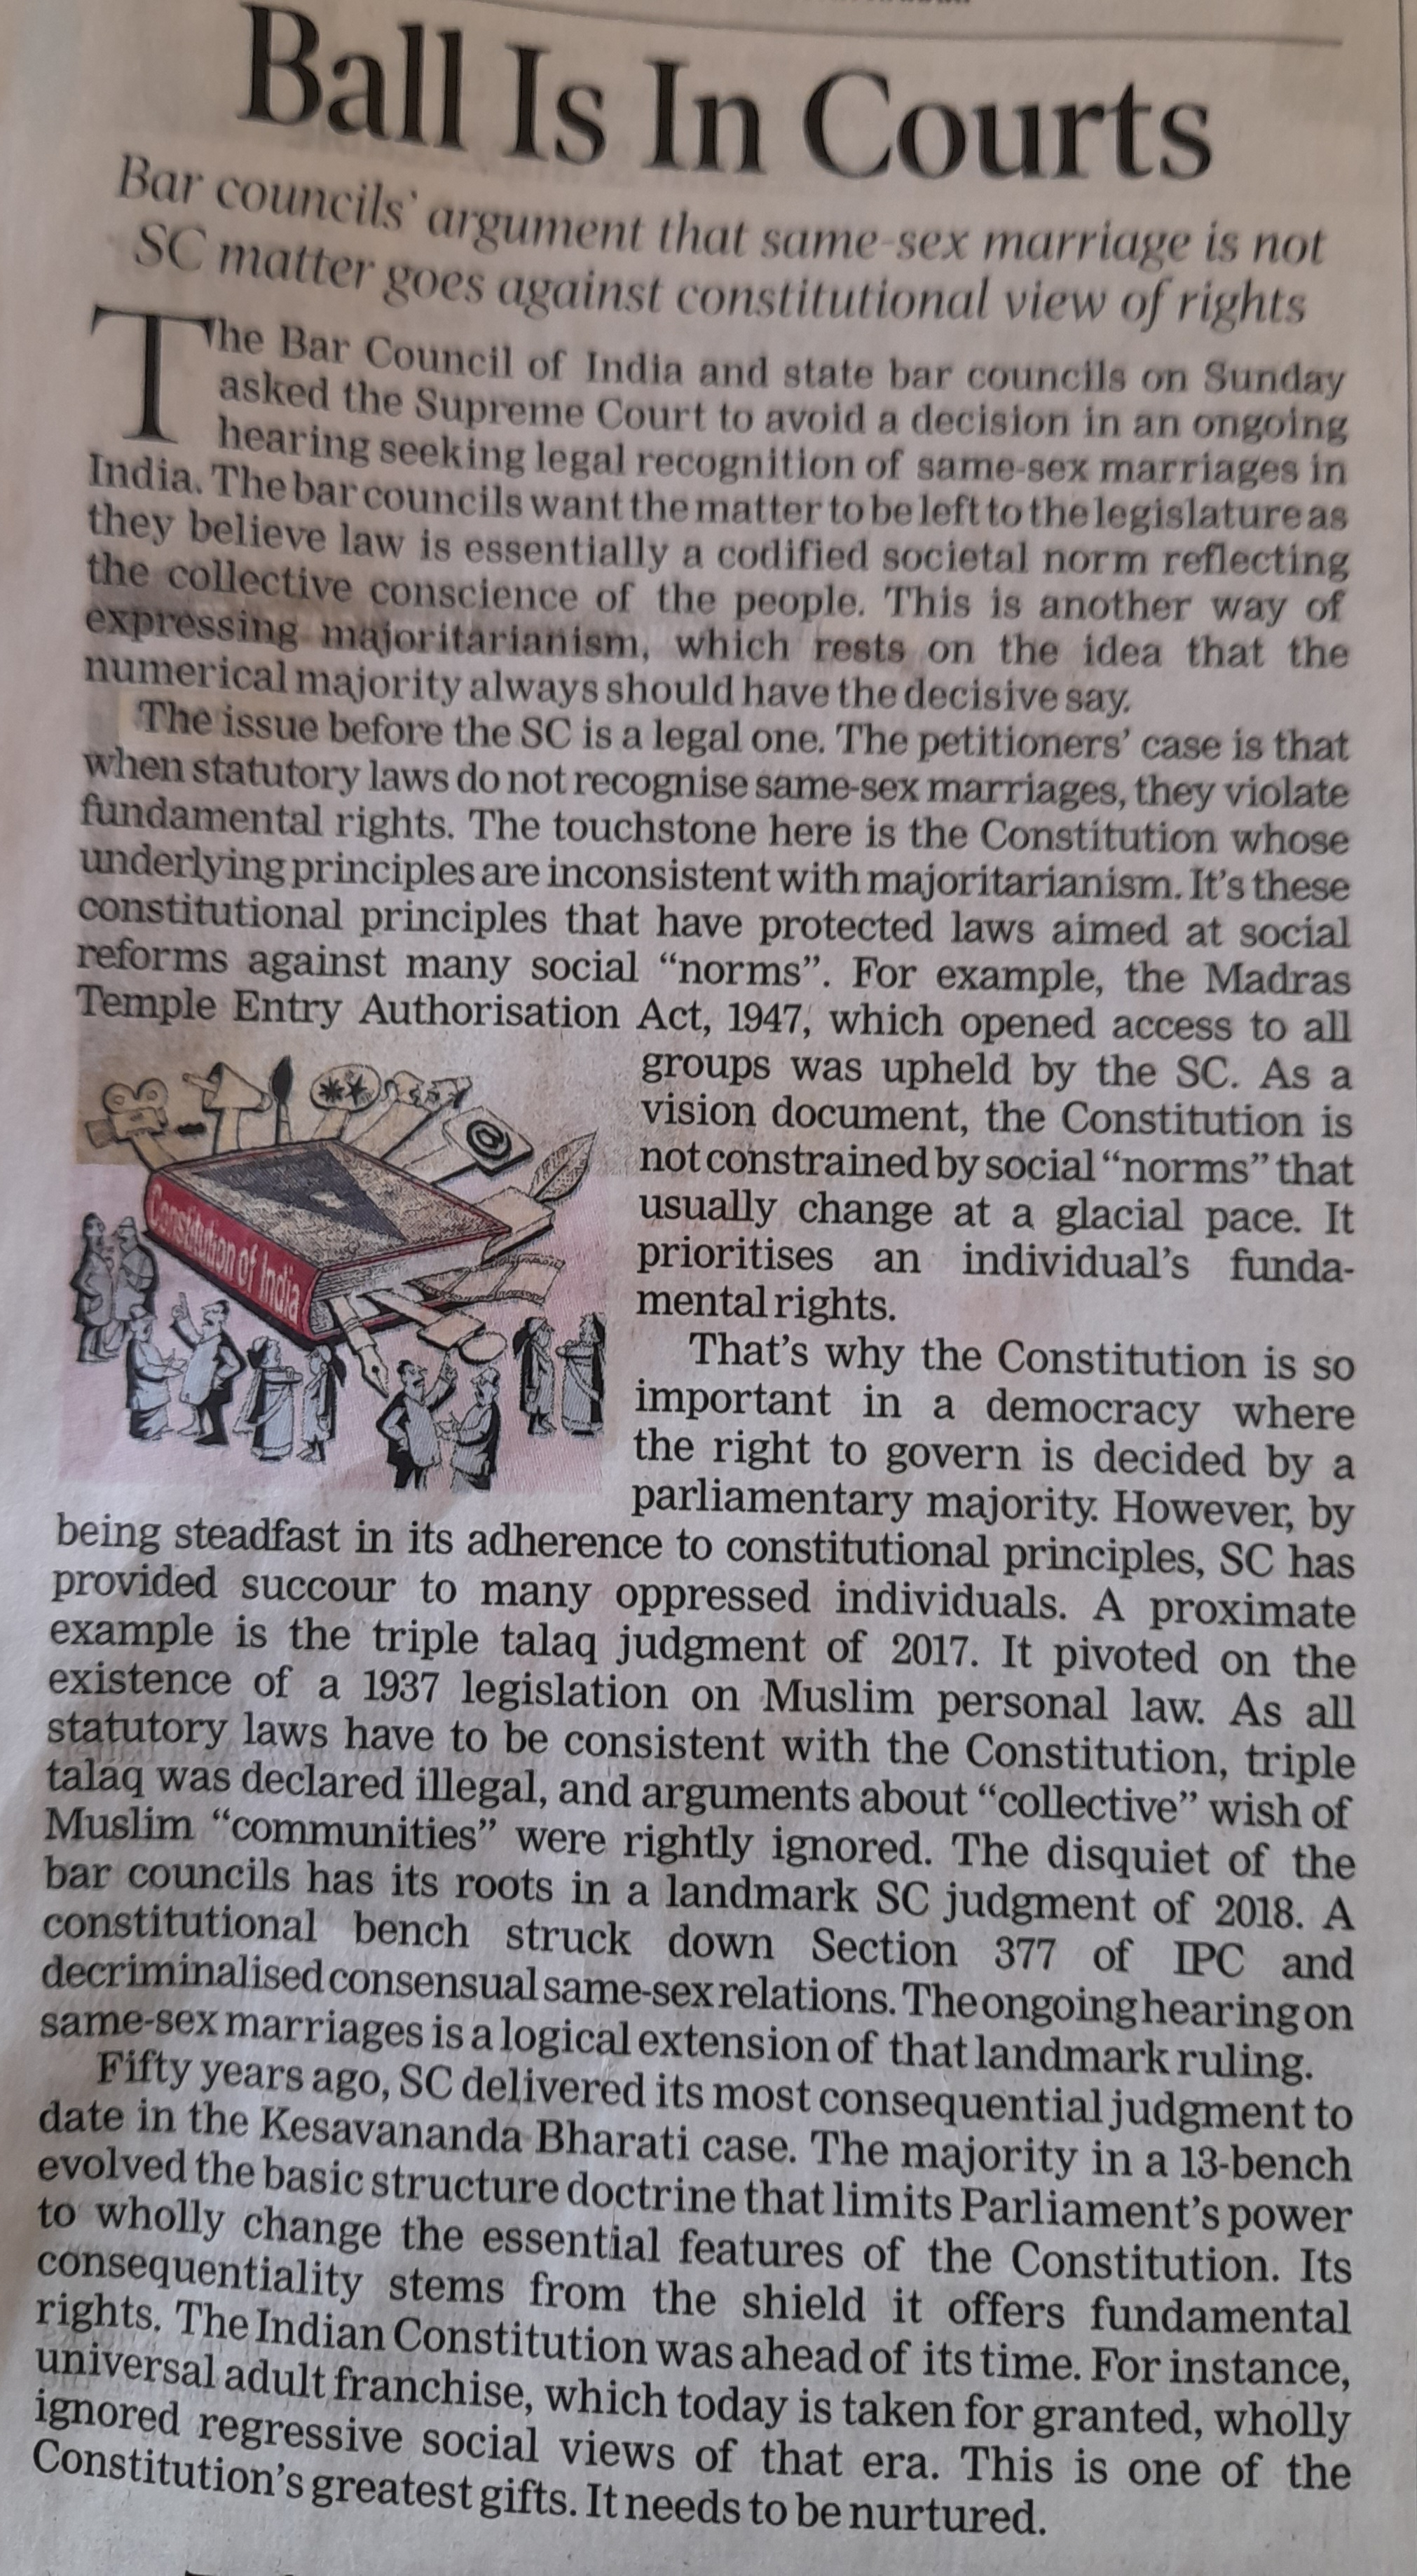 Ball Is In Courts
Bar councils' argument that same-sex marriage is not
SC matter goes against constitutional view of rights
The Bar Council of India and state bar councils on Sunday
asked the Supreme Court to avoid a decision in an ongoing
hearing seeking legal recognition of same-sex marriages in
India. The bar councils want the matter to be left to the legislature as
they believe law is essentially a codified societal norm reflecting
the collective conscience of the people. This is another way of
expressing majoritarianism, which rests on the idea that the
numerical majority always should have the decisive say.
The issue before the SC is a legal one. The petitioners' case is that
when statutory laws do not recognise same-sex marriages, they violate
fundamental rights. The touchstone here is the Constitution whose
underlying principles are inconsistent with majoritarianism. It's these
constitutional principles that have protected laws aimed at social
reforms against many social “norms”. For example, the Madras
Temple Entry Authorisation Act, 1947, which opened access to all
groups was upheld by the SC. As a
vision document, the Constitution is
not constrained by social “norms” that
usually change at a glacial pace. It
prioritises an individual's funda-
mental rights.
That's why the Constitution is so
important in a democracy where
the right to govern is decided by a
parliamentary majority. However, by
@
Constitution of India
being steadfast in its adherence to constitutional principles, SC has
provided succour to many oppressed individuals. A proximate
example is the triple talaq judgment of 2017. It pivoted on the
existence of a 1937 legislation on Muslim personal law. As all
statutory laws have to be consistent with the Constitution, triple
talaq was declared illegal, and arguments about “collective” wish of
Muslim “communities” were rightly ignored. The disquiet of the
bar councils has its roots in a landmark SC judgment of 2018. A
constitutional bench struck down Section 377 of IPC and
decriminalised consensual same-sex relations. The ongoing hearing on
same-sex marriages is a logical extension of that landmark ruling.
Fifty years ago, SC delivered its most consequential judgment to
date in the Kesavananda Bharati case. The majority in a 13-bench
evolved the basic structure doctrine that limits Parliament's power
to wholly change the essential features of the Constitution. Its
consequentiality stems from the shield it offers fundamental
rights. The Indian Constitution was ahead of its time. For instance,
universal adult franchise, which today is taken for granted, wholly
ignored regressive social views of that era. This is one of the
Constitution's greatest gifts. It needs to be nurtured.